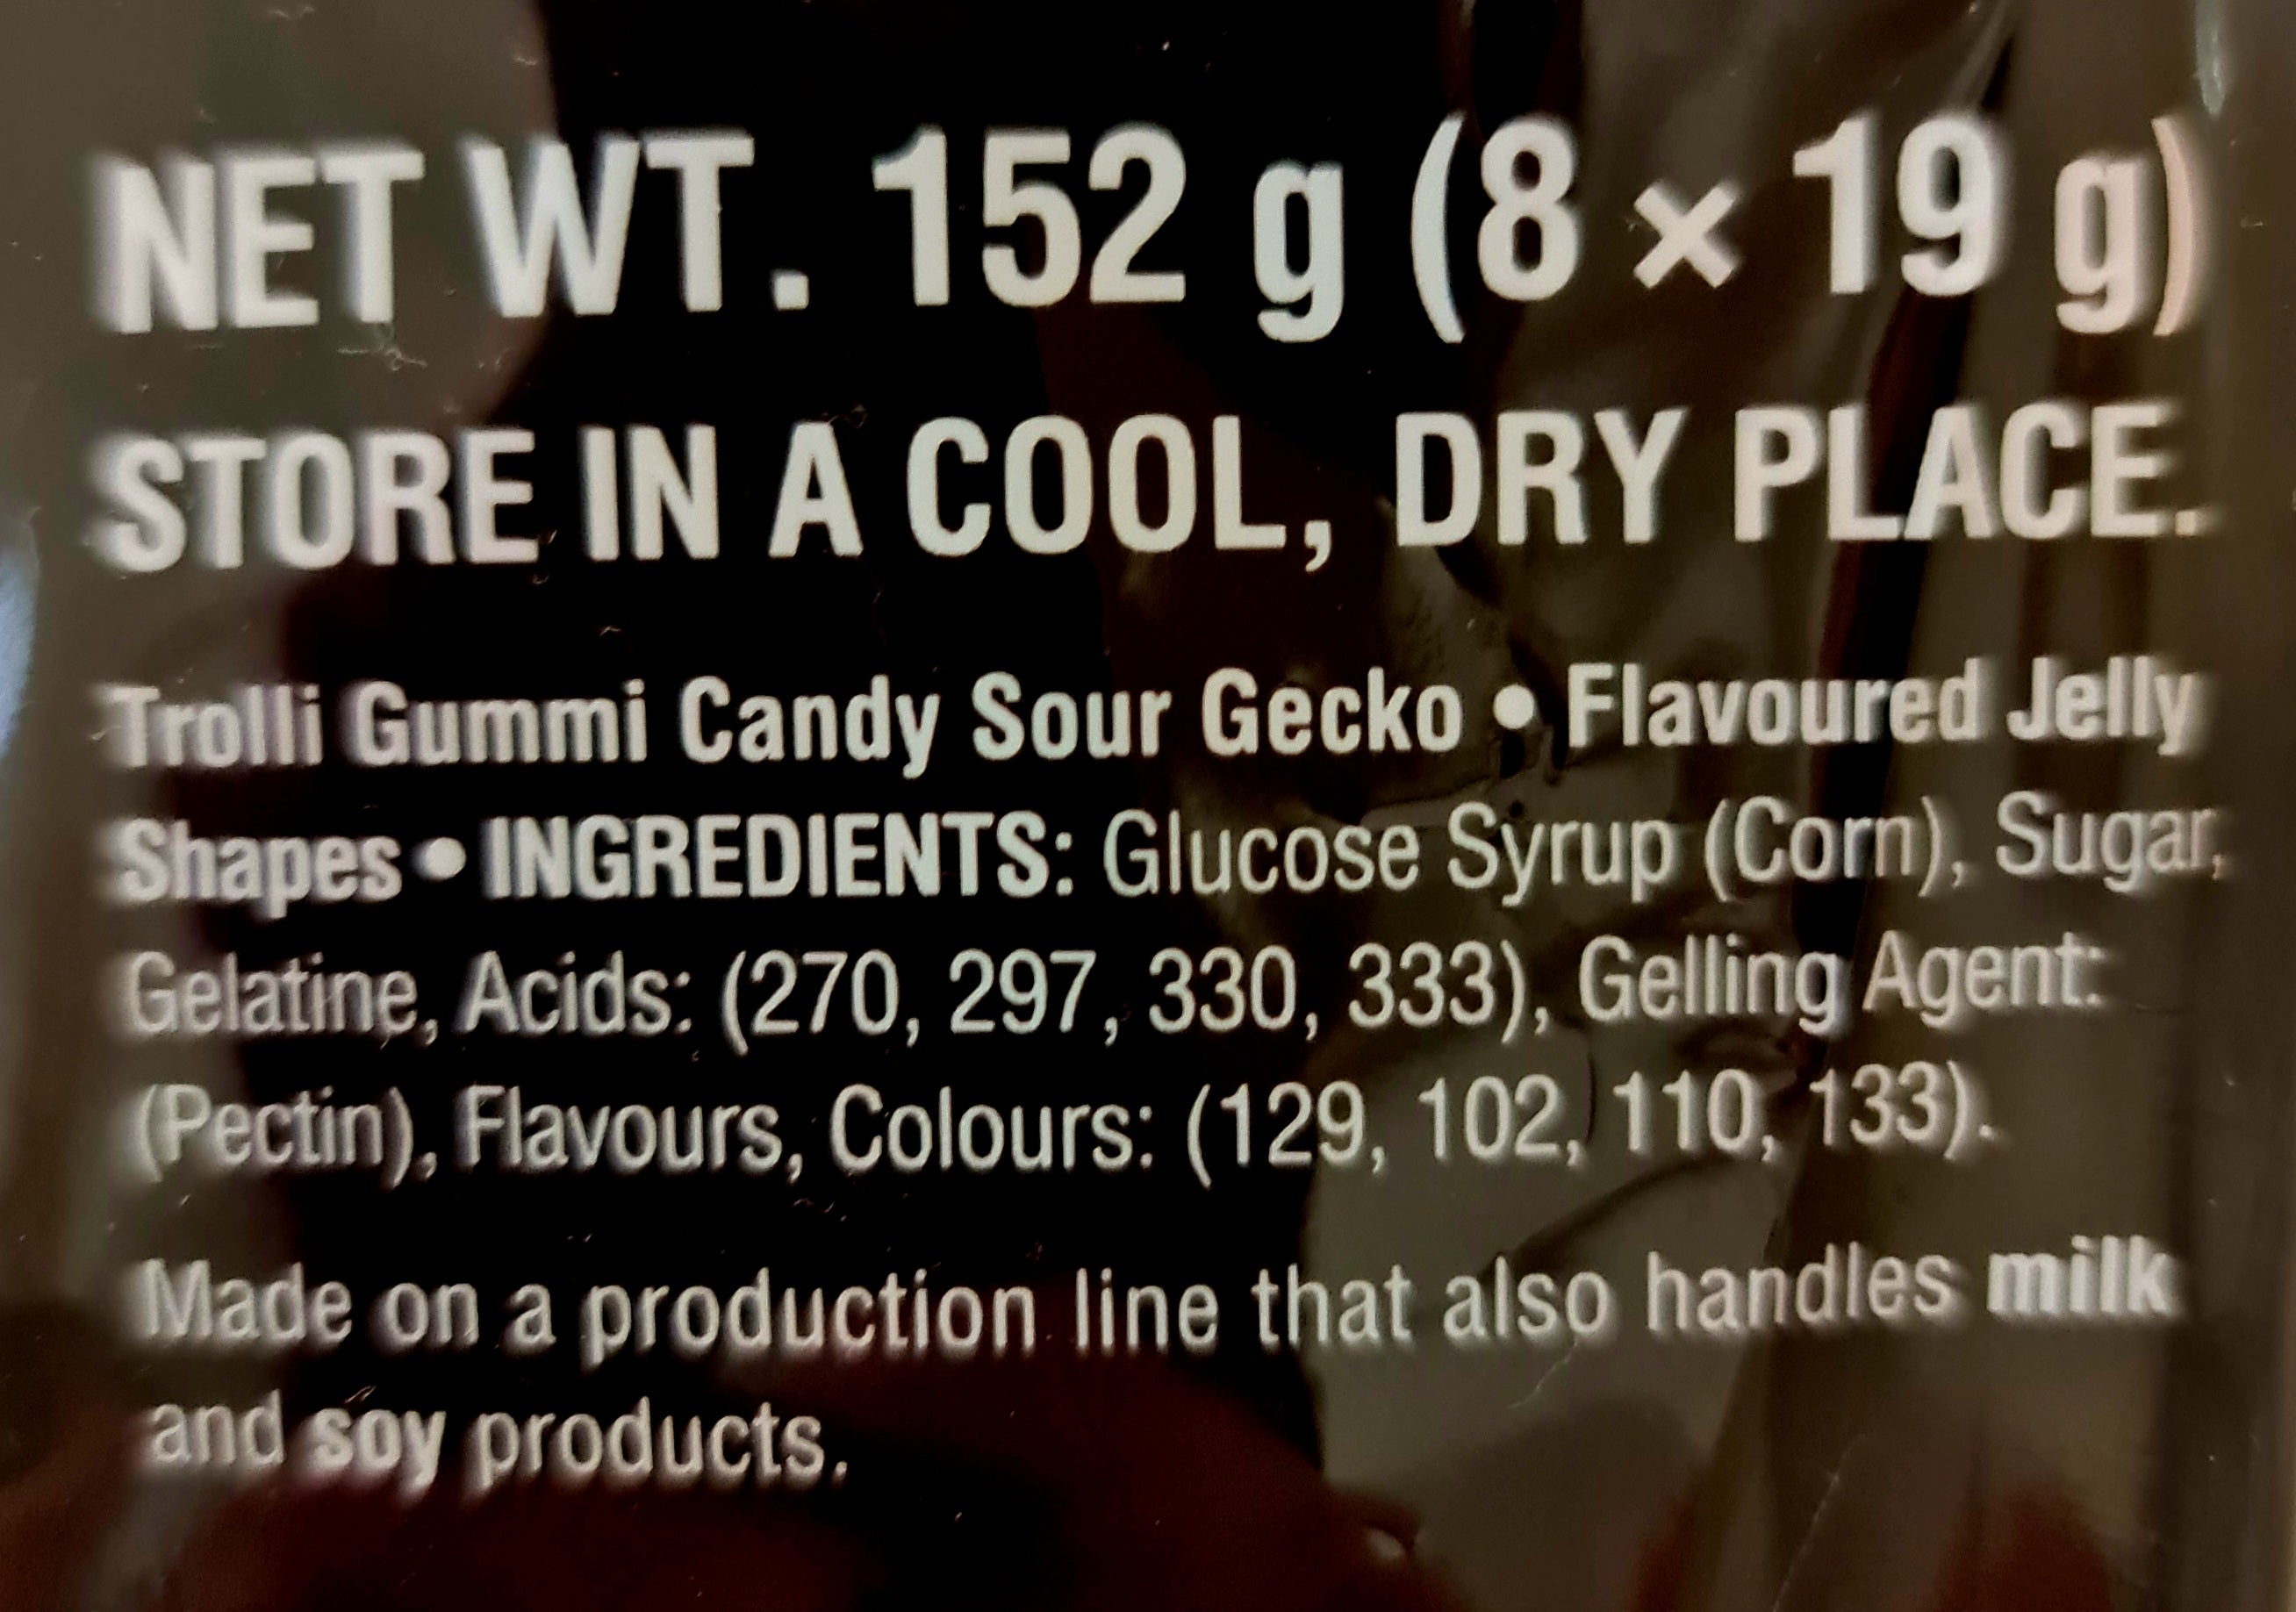 NET WT. 152 g (8 × 19 g)
STORE IN A COOL, DRY PLACE.
Trolli Gummi Candy Sour Gecko • Flavoured Jelly
Shapes • INGREDIENTS: Glucose Syrup (Corn), Sugar,
Gelatine, Acids: (270, 297, 330, 333), Gelling Agent:
(Pectin), Flavours, Colours: (129, 102, 110, 133).
Made on a production line that also handles milk
and soy products.